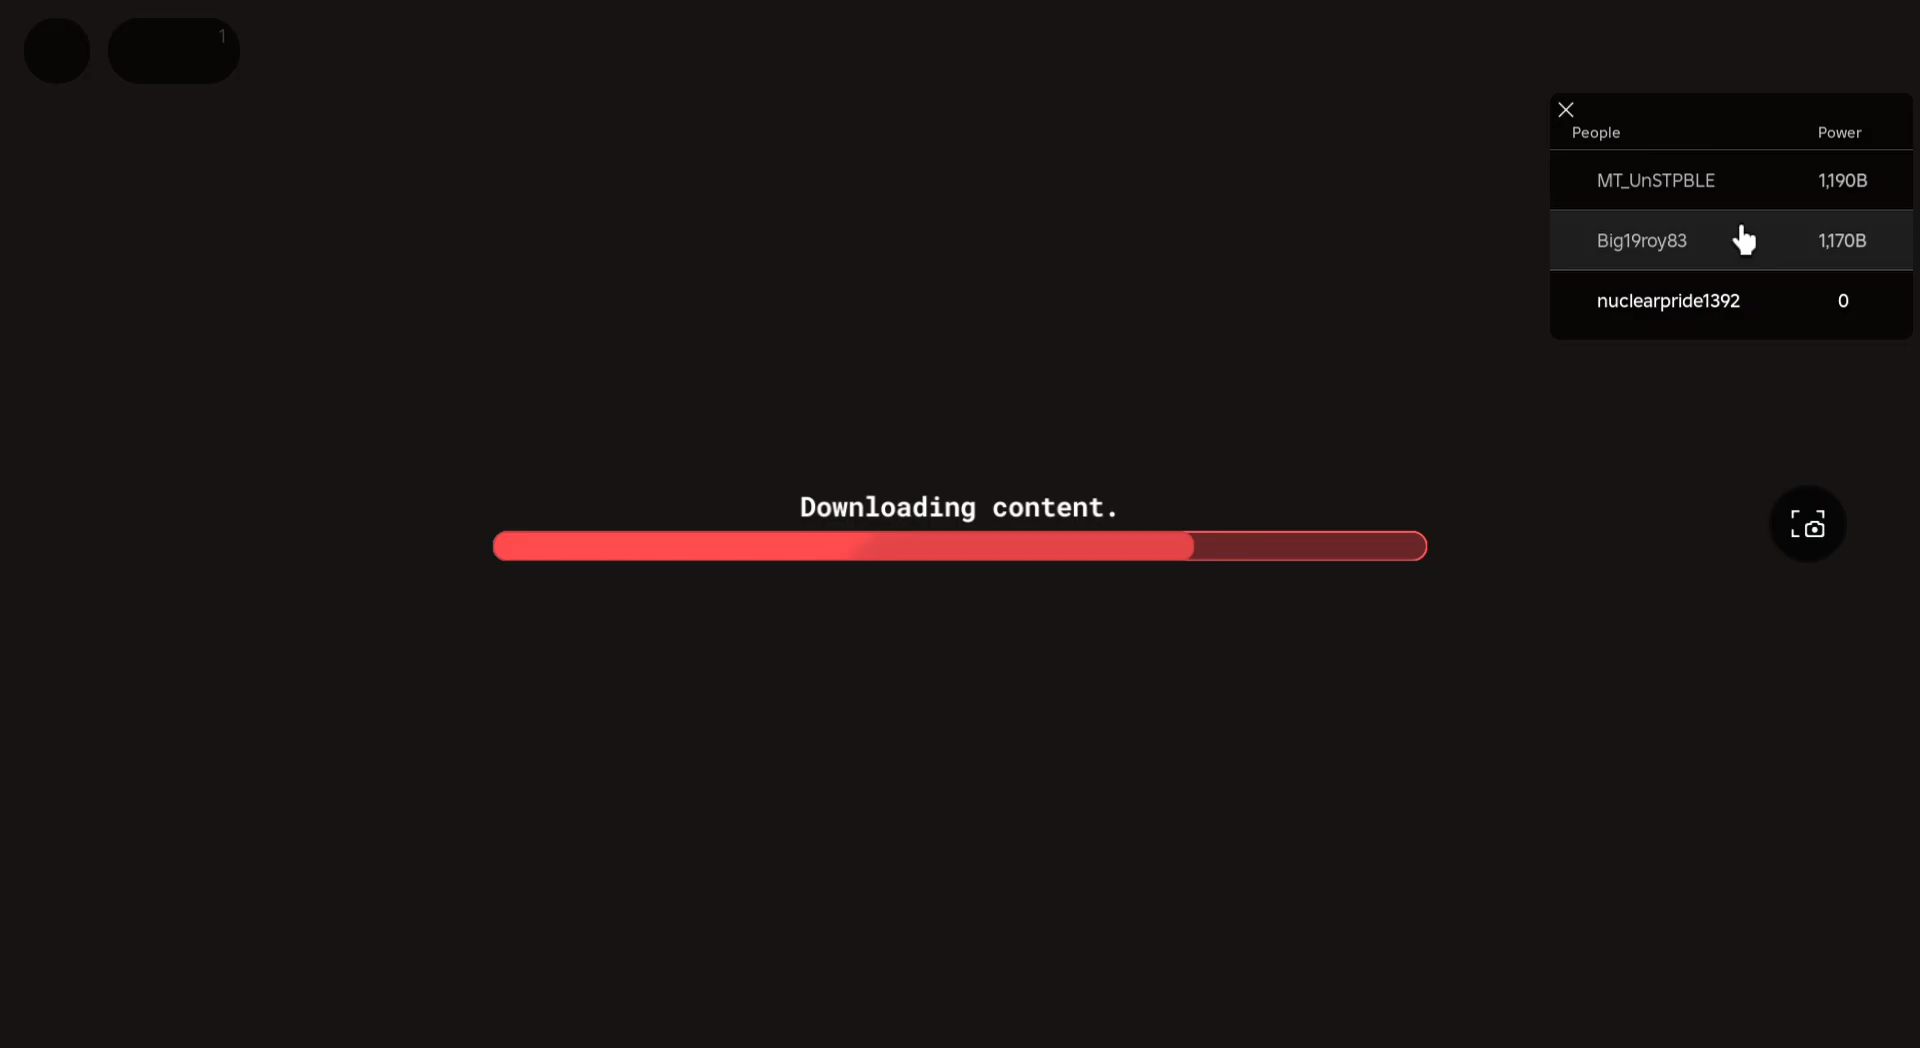 1
People Power
MT_UnSTPBLE 1,190B
Big19roy83 1,170B
nuclearpride1392 0
Downloading content.